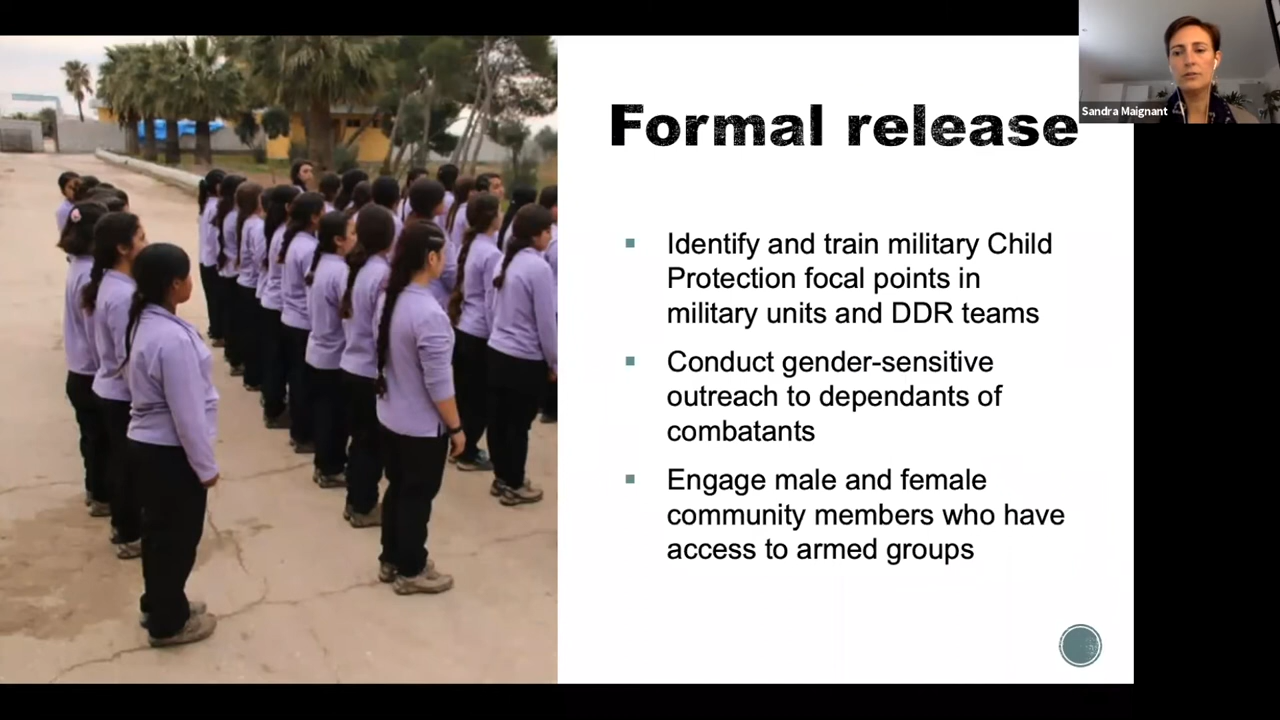 Sandra Maignant
Formal release
Identify and train military Child
Protection focal points in
military units and DDR teams
Conduct gender-sensitive
outreach to dependants of
combatants
Engage male and female
community members who have
access to armed groups